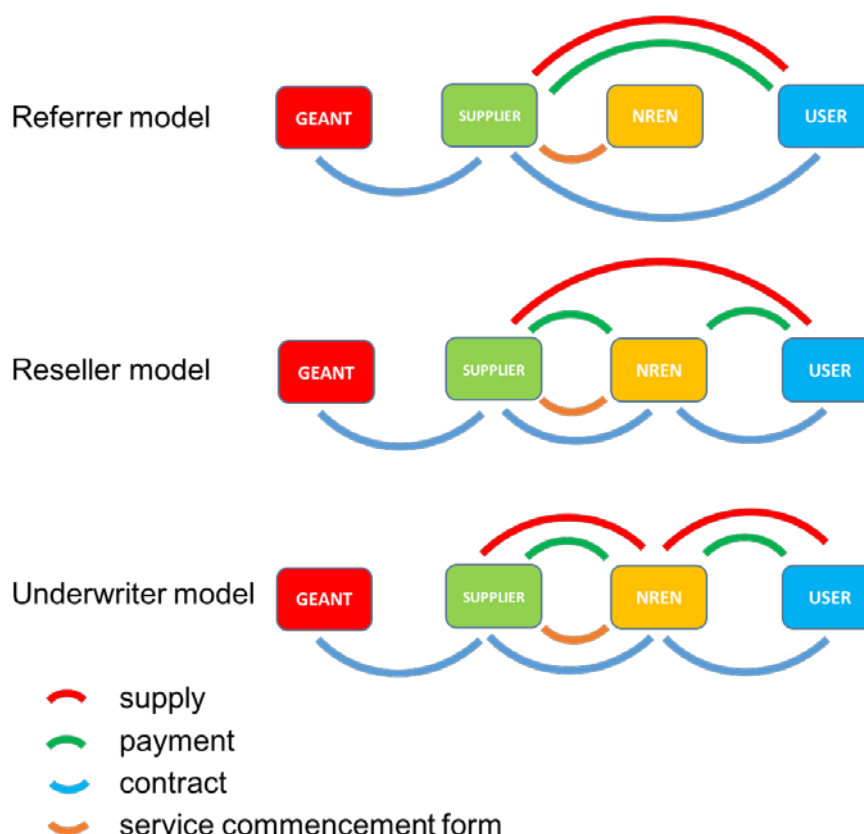 Referrer model
GEANT
SUPPLIER
NREN
USER
Reseller model
GEANT
SUPPLIER
NREN
USER
Underwriter model
GEANT
SUPPLIER
NREN
USER
supply
payment
contract
service commencement form